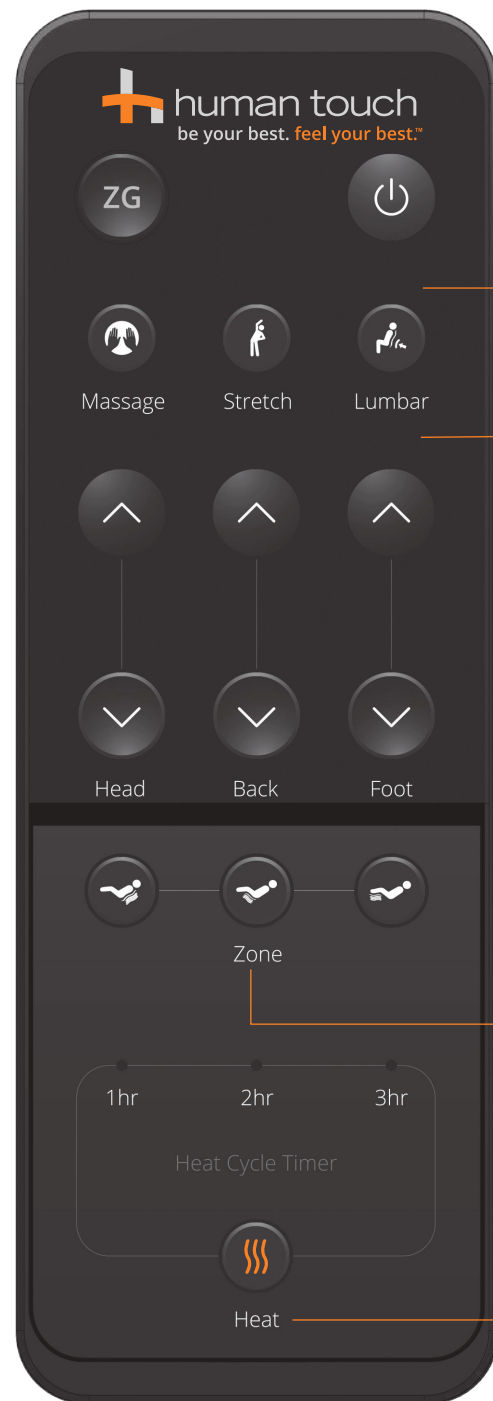 human touch
be your best. feel your best.™
ZG
Massage Stretch Lumbar
Head Back Foot
Zone
1hr 2hr 3hr
Heat Cycle Timer
Heat